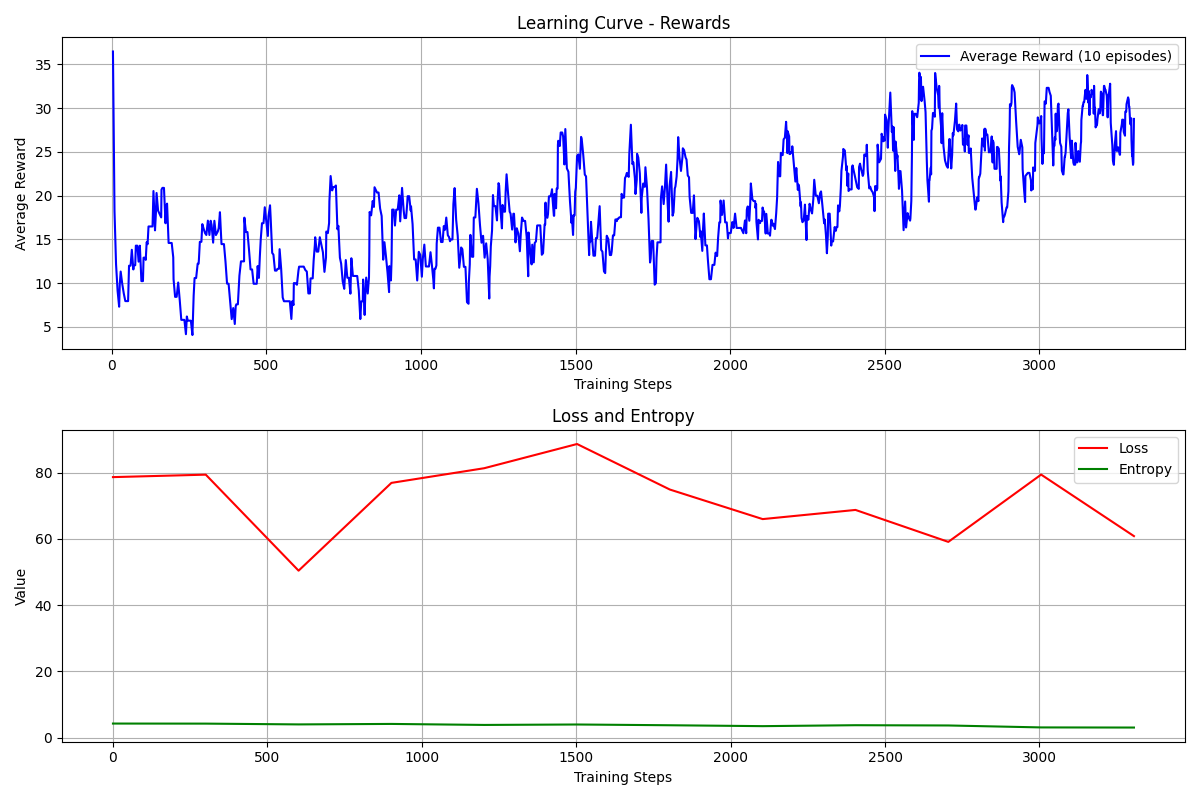 Learning Curve - Rewards
Average Reward (10 episodes)
Average Reward
35
30
25
20
15
10
5
0 500 1000 1500 2000 2500 3000
Training Steps
Loss and Entropy
Loss
Entropy
Value
80
60
40
20
0
0 500 1000 1500 2000 2500 3000
Training Steps